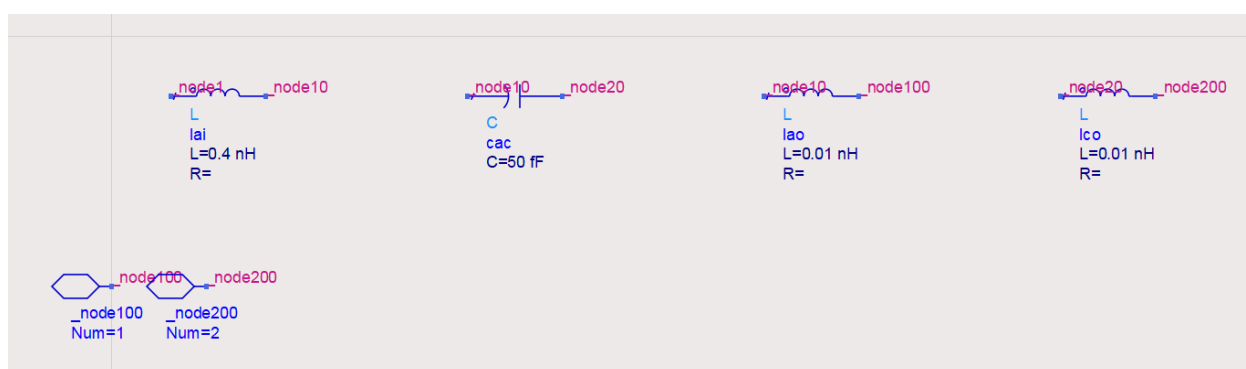 node1 node10 node10 node20 node10 node100 node20 node200
L C L L
lai cac lao lco
L=0.4 nH C=50 fF L=0.01 nH L=0.01 nH
R= R= R=
node100 node200
_node100 _node200
Num=1 Num=2